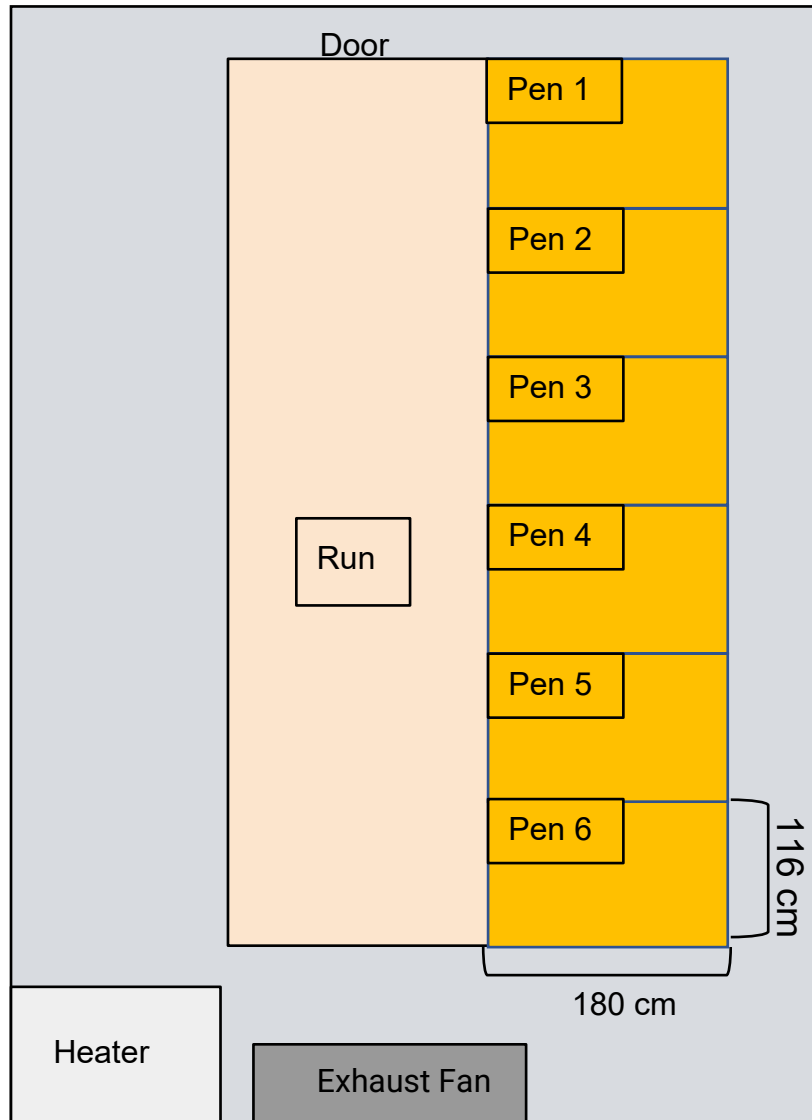 Door
Pen 1
Pen 2
Pen 3
Pen 4
Run
Pen 5
Pen 6
116 cm
180 cm
Heater
Exhaust Fan